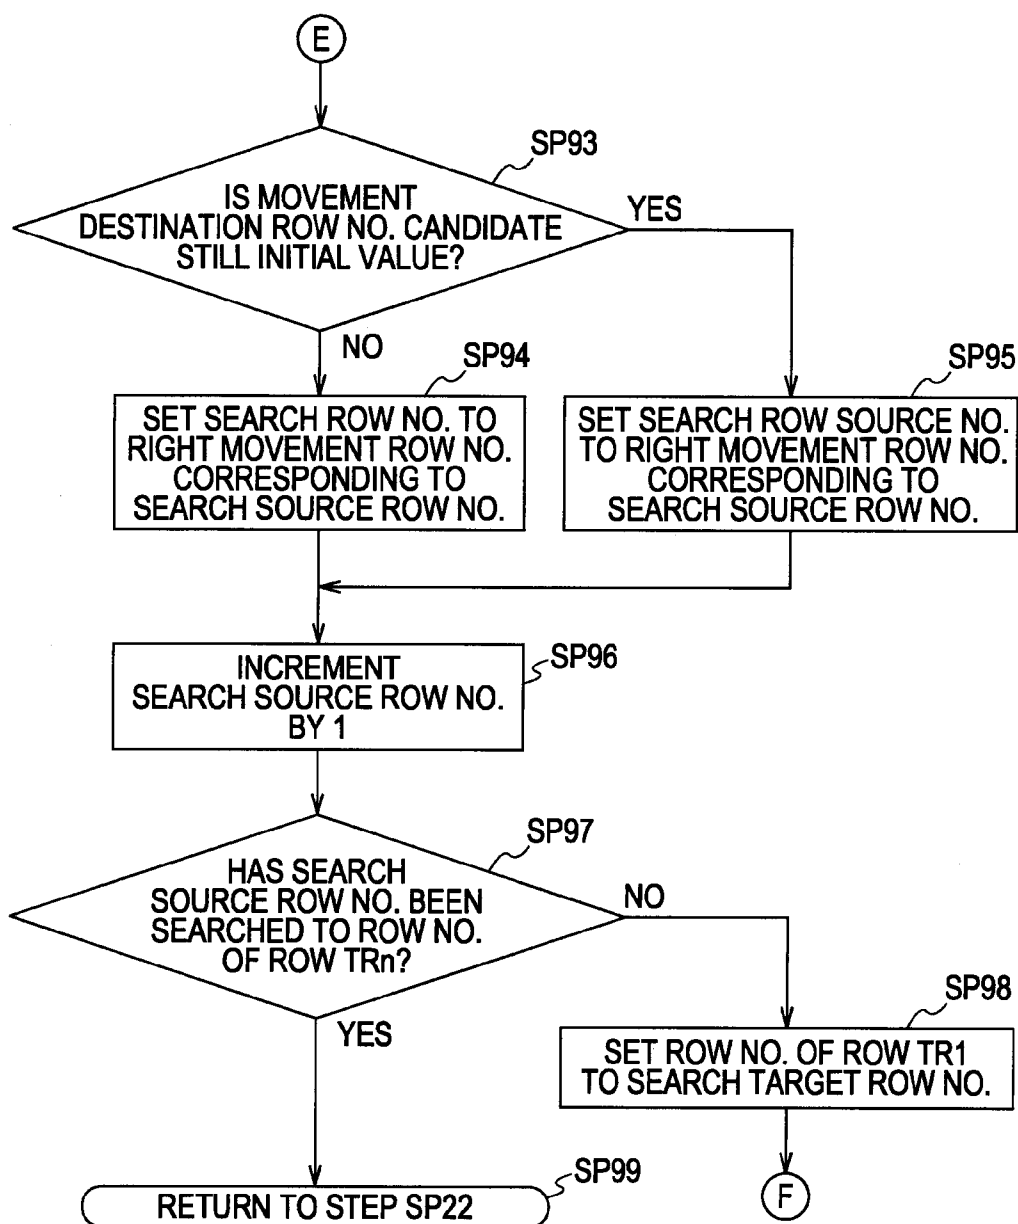 E
SP93
IS MOVEMENT
DESTINATION ROW NO. CANDIDATE
STILL INITIAL VALUE?
YES
NO
SP94
SET SEARCH ROW NO. TO
RIGHT MOVEMENT ROW NO.
CORRESPONDING TO
SEARCH SOURCE ROW NO.
SP95
SET SEARCH ROW SOURCE NO.
TO RIGHT MOVEMENT ROW NO.
CORRESPONDING TO
SEARCH SOURCE ROW NO.
SP96
INCREMENT
SEARCH SOURCE ROW NO.
BY 1
SP97
HAS SEARCH
SOURCE ROW NO. BEEN
SEARCHED TO ROW NO.
OF ROW TRn?
NO
YES
SP98
SET ROW NO. OF ROW TR1
TO SEARCH TARGET ROW NO.
SP99
RETURN TO STEP SP22
F